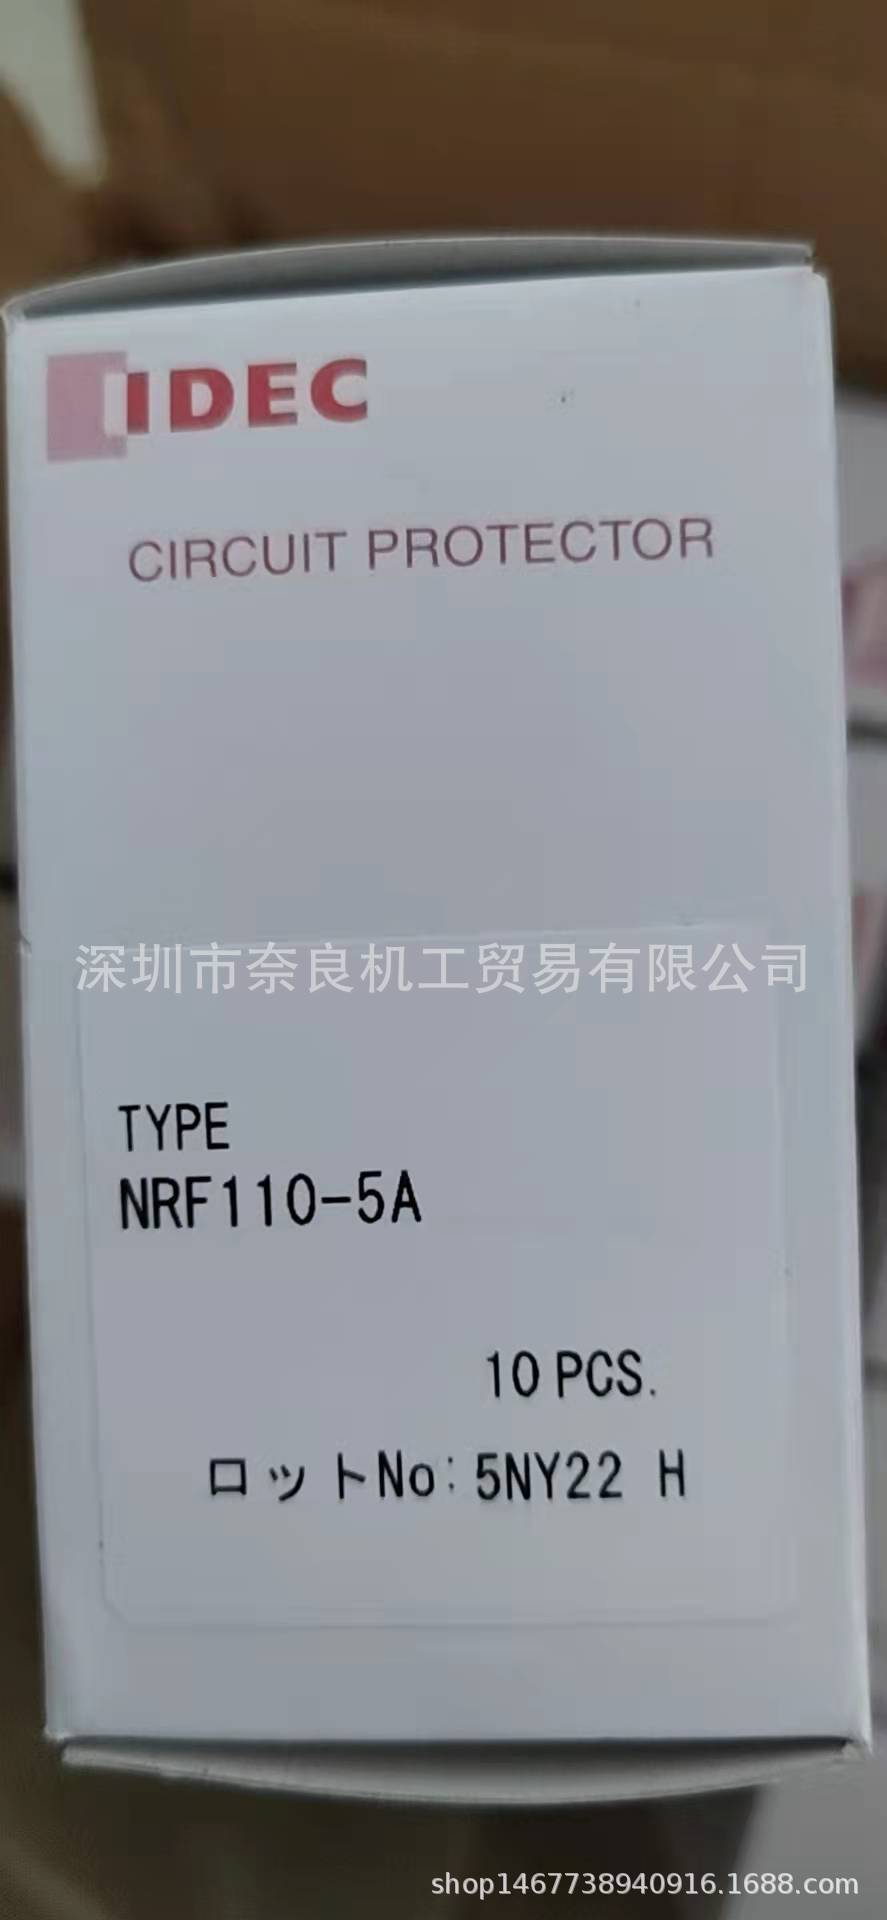 IDEC
CIRCUIT PROTECTOR
深圳市奈良机工贸易有限公司
TYPE
NRF110-5A
10 PCS.
ロットNo: 5NY22 H
shop1467738940916.1688.com